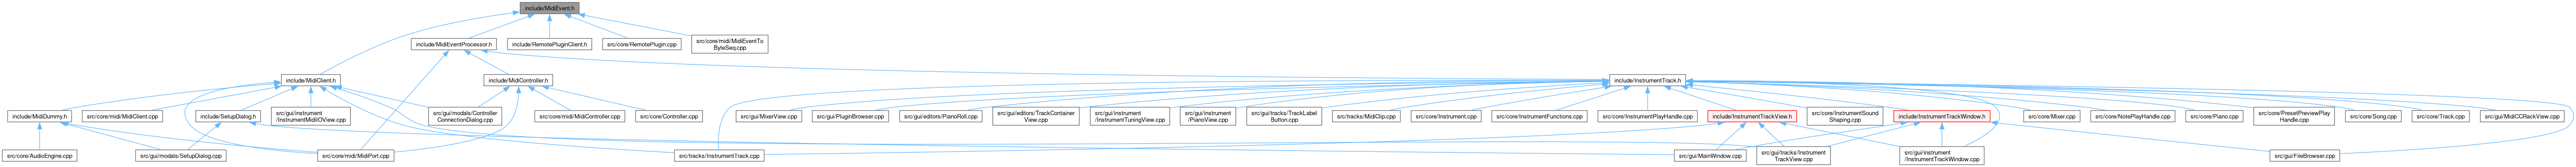 include/MidiEvent.h
include/MidiEventProcessor.h
include/RemotePluginClient.h
src/core/RemotePlugin.cpp
src/core/midi/MidiEventTo
ByteSeq.cpp
include/MidiClient.h
include/MidiController.h
include/InstrumentTrack.h
include/MidiDummy.h
src/core/midi/MidiClient.cpp
include/SetupDialog.h
src/gui/instrument
/InstrumentMidiIOView.cpp
src/gui/modals/Controller
ConnectionDialog.cpp
src/core/midi/MidiController.cpp
src/core/Controller.cpp
src/gui/MixerView.cpp
src/gui/PluginBrowser.cpp
src/gui/editors/PianoRoll.cpp
src/gui/editors/TrackContainer
View.cpp
src/gui/instrument
/InstrumentTuningView.cpp
src/gui/instrument
/PianoView.cpp
src/gui/tracks/TrackLabel
Button.cpp
src/tracks/MidiClip.cpp
src/core/Instrument.cpp
src/core/InstrumentFunctions.cpp
src/core/InstrumentPlayHandle.cpp
include/InstrumentTrackView.h
src/core/InstrumentSound
Shaping.cpp
include/InstrumentTrackWindow.h
src/core/Mixer.cpp
src/core/NotePlayHandle.cpp
src/core/Piano.cpp
src/core/PresetPreviewPlay
Handle.cpp
src/core/Song.cpp
src/core/Track.cpp
src/gui/MidiCCRackView.cpp
src/core/AudioEngine.cpp
src/gui/modals/SetupDialog.cpp
src/core/midi/MidiPort.cpp
src/tracks/InstrumentTrack.cpp
src/gui/MainWindow.cpp
src/gui/tracks/Instrument
TrackView.cpp
src/gui/instrument
/InstrumentTrackWindow.cpp
src/gui/FileBrowser.cpp